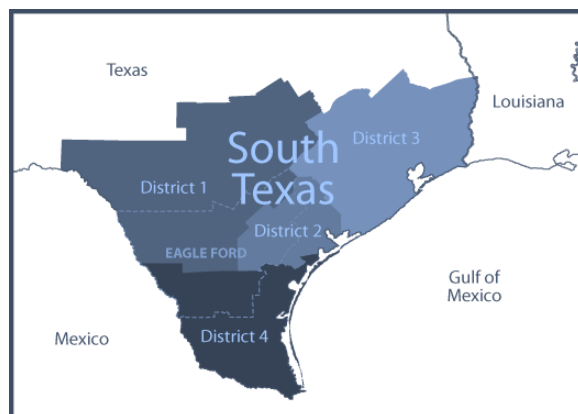 Texas
Louisiana
South
Texas
District 3
District 1
District 2
EAGLE FORD
Gulf of
Mexico
Mexico
District 4